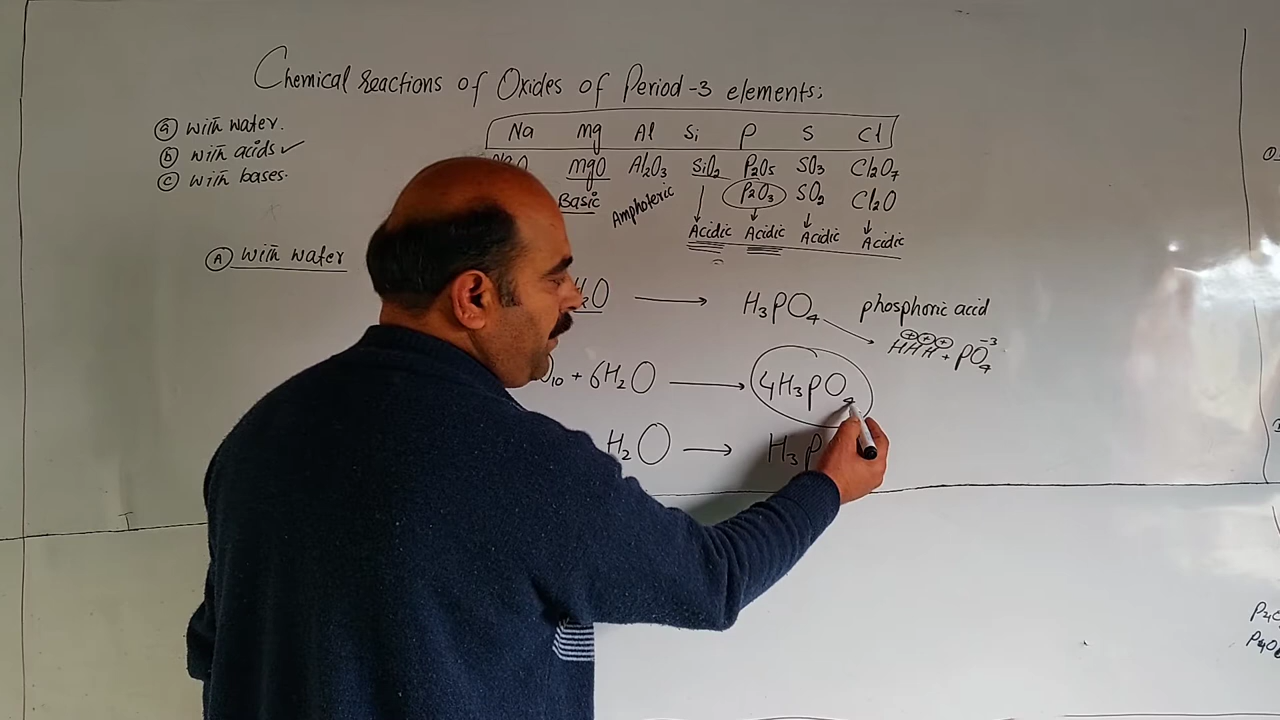 Chemical reactions of Oxides of Period-3 elements;
(a) with water.
(b) with acids ✓
(c) with bases.
Na Mg Al Si P S Cl
MgO Al₂O₃ SiO₂ P₂O₅ SO₃ Cl₂O₇
Basic Amphoteric P₂O₃ SO₂ Cl₂O
Acidic Acidic Acidic Acidic
(A) with water
O ⟶ H₃PO₄ phosphoric acid
H⊕ H⊕ H⊕ + PO₄⁻³
O₁₀ + 6H₂O ⟶ 4H₃PO₄
H₂O ⟶ H₃P